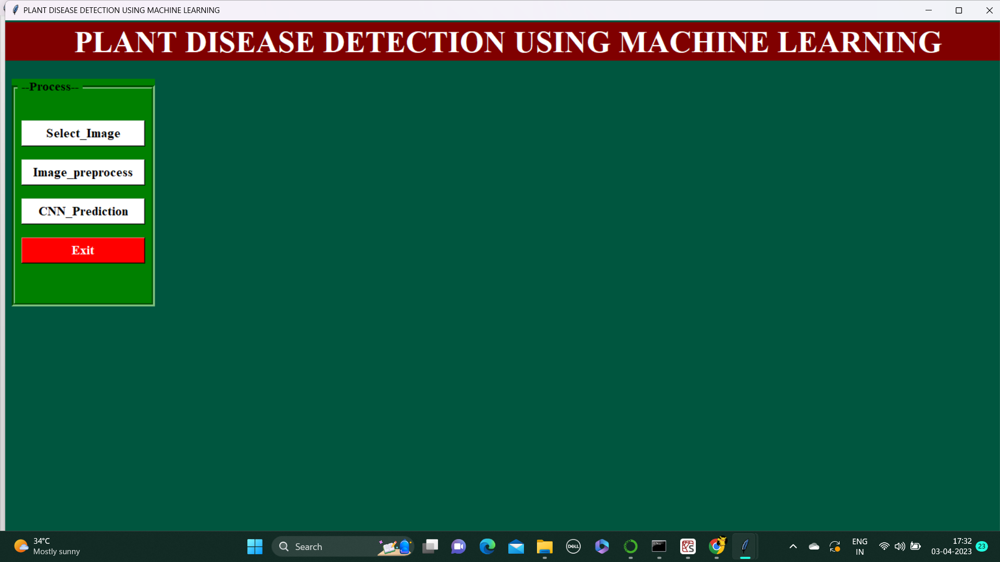 PLANT DISEASE DETECTION USING MACHINE LEARNING
PLANT DISEASE DETECTION USING MACHINE LEARNING
--Process--
Select_Image
Image_preprocess
CNN_Prediction
Exit
34°C
Mostly sunny
Search
DELL
ENG
IN
17:32
03-04-2023
23